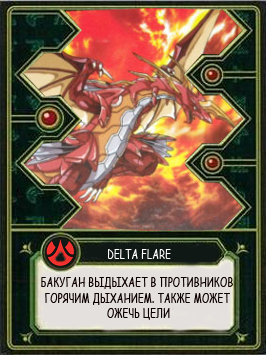 DELTA FLARE
БАКУГАН ВЫДЫХАЕТ В ПРОТИВНИКОВ
ГОРЯЧИМ ДЫХАНИЕМ. ТАКЖЕ МОЖЕТ
ОЖЕЧЬ ЦЕЛИ